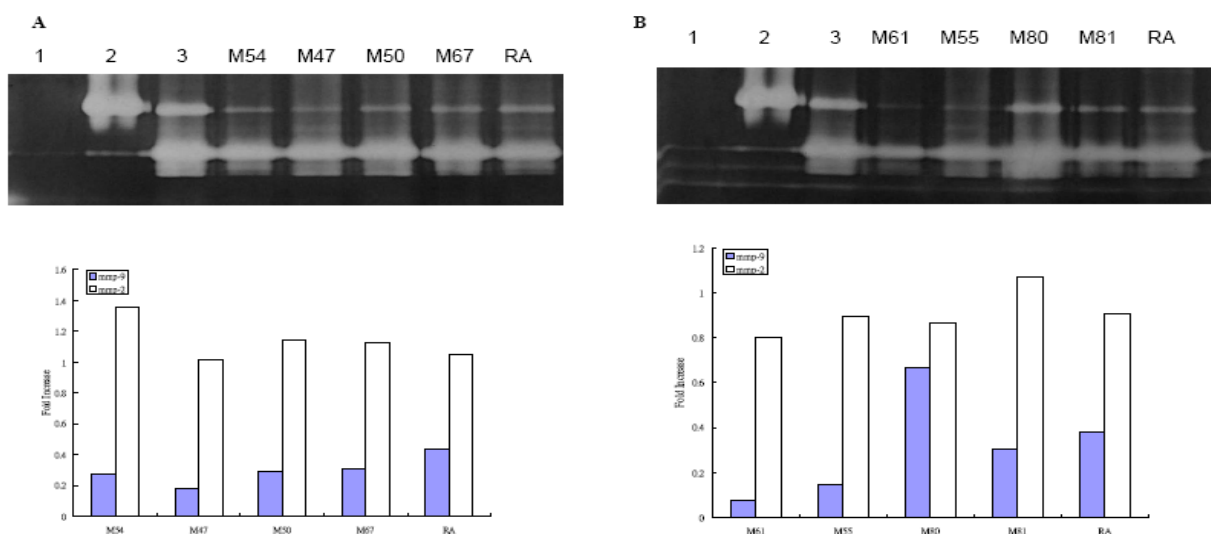 A
1 2 3 M54 M47 M50 M67 RA
1.6
1.4
1.2
1
0.8
0.6
0.4
0.2
0
Fold Increase
mmp-9
mmp-2
M54 M47 M50 M67 RA
B
1 2 3 M61 M55 M80 M81 RA
1.2
1
0.8
0.6
0.4
0.2
0
Fold Increase
mmp-9
mmp-2
M61 M55 M80 M81 RA